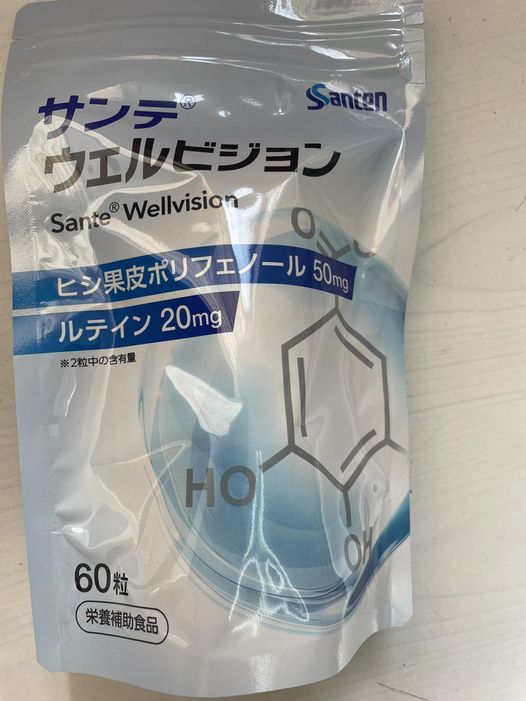 Santen
サンテ®
ウエルビジョン
Sante® Wellvision
ヒシ果皮ポリフェノール 50mg
ルテイン 20mg
※2粒中の含有量
O
HO
OH
60粒
栄養補助食品